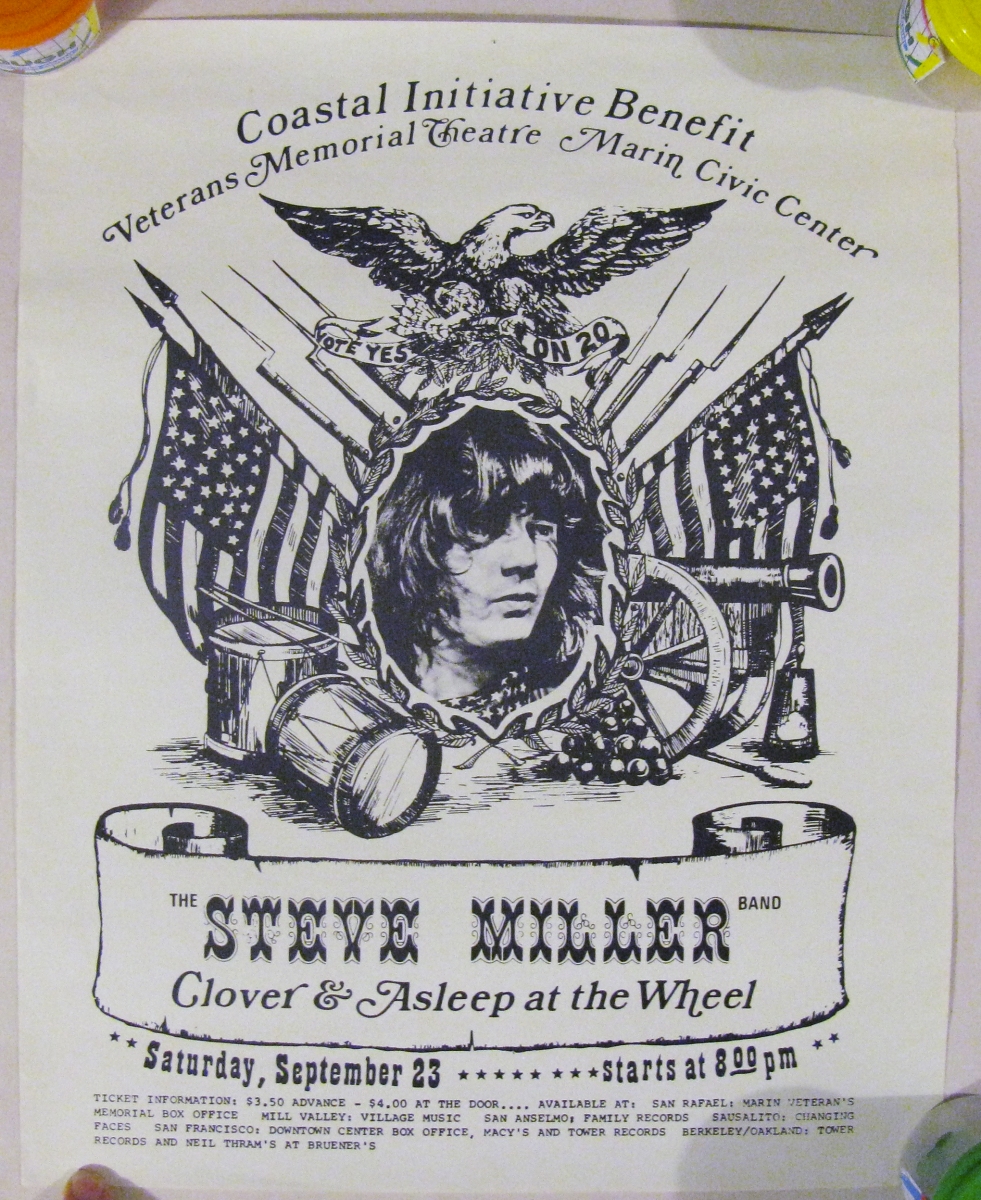 Coastal Initiative Benefit
Veterans Memorial Theatre Marin Civic Center
VOTE YES ON 20
THE STEVE MILLER BAND
Clover & Asleep at the Wheel
Saturday, September 23 ★★★★★★★★ starts at 8 00 pm
TICKET INFORMATION: $3.50 ADVANCE - $4.00 AT THE DOOR.... AVAILABLE AT: SAN RAFAEL: MARIN VETERAN'S
MEMORIAL BOX OFFICE MILL VALLEY: VILLAGE MUSIC SAN ANSELMO: FAMILY RECORDS SAUSALITO: CHANGING
FACES SAN FRANCISCO: DOWNTOWN CENTER BOX OFFICE, MACY'S AND TOWER RECORDS BERKELEY/OAKLAND: TOWER
RECORDS AND NEIL THRAM'S AT BRUENER'S